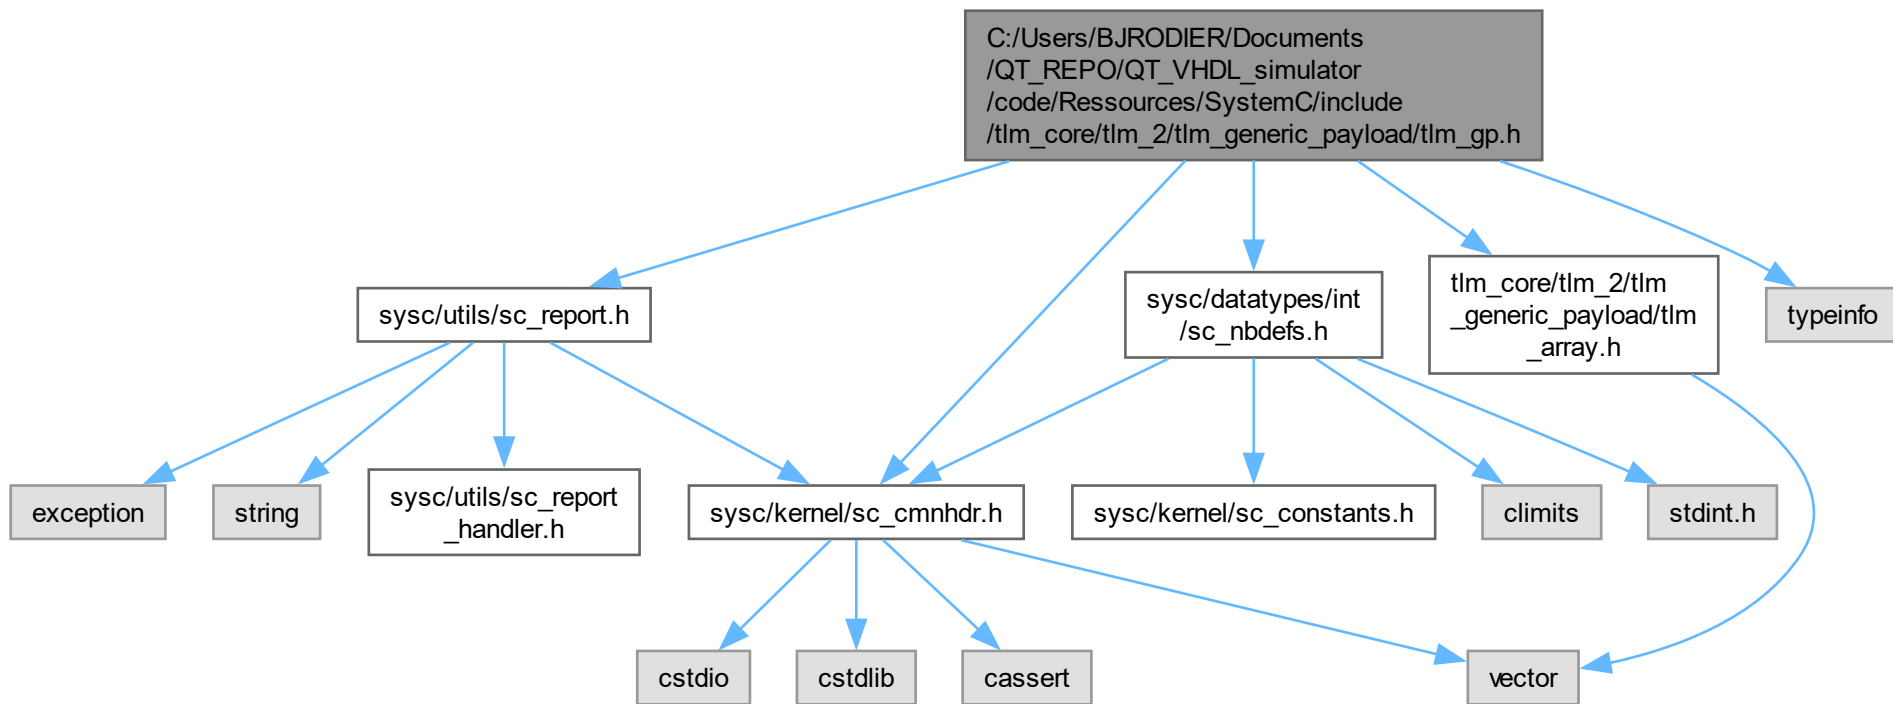 C:/Users/BJRODIER/Documents
/QT_REPO/QT_VHDL_simulator
/code/Ressources/SystemC/include
/tlm_core/tlm_2/tlm_generic_payload/tlm_gp.h
sysc/utils/sc_report.h
sysc/datatypes/int
/sc_nbdefs.h
tlm_core/tlm_2/tlm
_generic_payload/tlm
_array.h
typeinfo
exception
string
sysc/utils/sc_report
_handler.h
sysc/kernel/sc_cmnhdr.h
sysc/kernel/sc_constants.h
climits
stdint.h
cstdio
cstdlib
cassert
vector